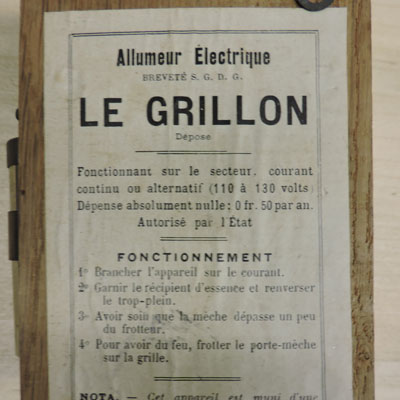 Allumeur Électrique
BREVETÉ S. G. D. G.
LE GRILLON
Déposé
Fonctionnant sur le secteur, courant
continu ou alternatif (110 à 130 volts)
Dépense absolument nulle: 0 fr. 50 par an.
Autorisé par l'État
FONCTIONNEMENT
1° Brancher l'appareil sur le courant.
2° Garnir le récipient d'essence et renverser
le trop-plein.
3° Avoir soin que la mèche dépasse un peu
du frotteur.
4° Pour avoir du feu, frotter le porte-mèche
sur la grille.
NOTA. — Cet appareil est muni d'une